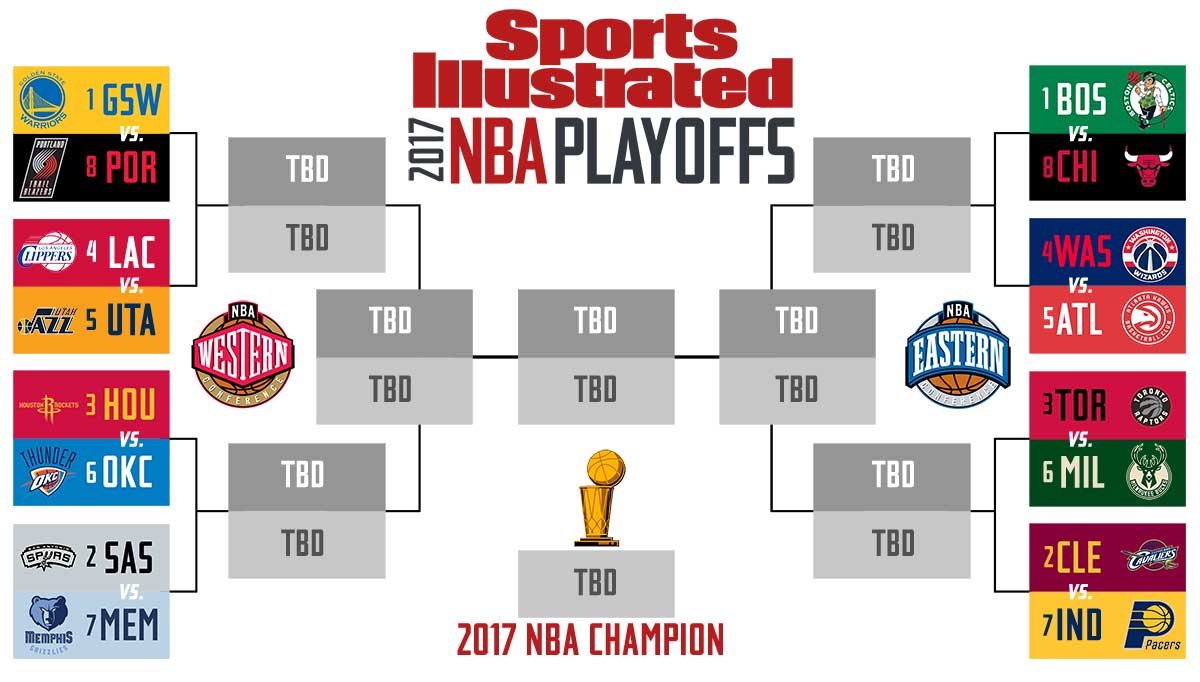 Sports
Illustrated
2017 NBA PLAYOFFS
GOLDEN STATE
WARRIORS
1 GSW
VS.
PORTLAND
TRAIL BLAZERS
8 POR
LOS ANGELES
CLIPPERS
4 LAC
VS.
UTAH
JAZZ
5 UTA
HOUSTON ROCKETS
3 HOU
VS.
THUNDER
OKC
6 OKC
SAN ANTONIO
SPURS
2 SAS
VS.
MEMPHIS
GRIZZLIES
7 MEM
TBD
TBD
TBD
TBD
TBD
TBD
NBA
WESTERN
CONFERENCE
TBD
TBD
TBD
2017 NBA CHAMPION
TBD
TBD
TBD
TBD
TBD
TBD
NBA
EASTERN
CONFERENCE
1 BOS
BOSTON
CELTICS
VS.
8 CHI
4 WAS
WASHINGTON
WIZARDS
VS.
5 ATL
ATLANTA HAWKS
BASKETBALL CLUB
3 TOR
TORONTO
RAPTORS
VS.
6 MIL
MILWAUKEE BUCKS
2 CLE
CAVALIERS
VS.
7 IND
Pacers